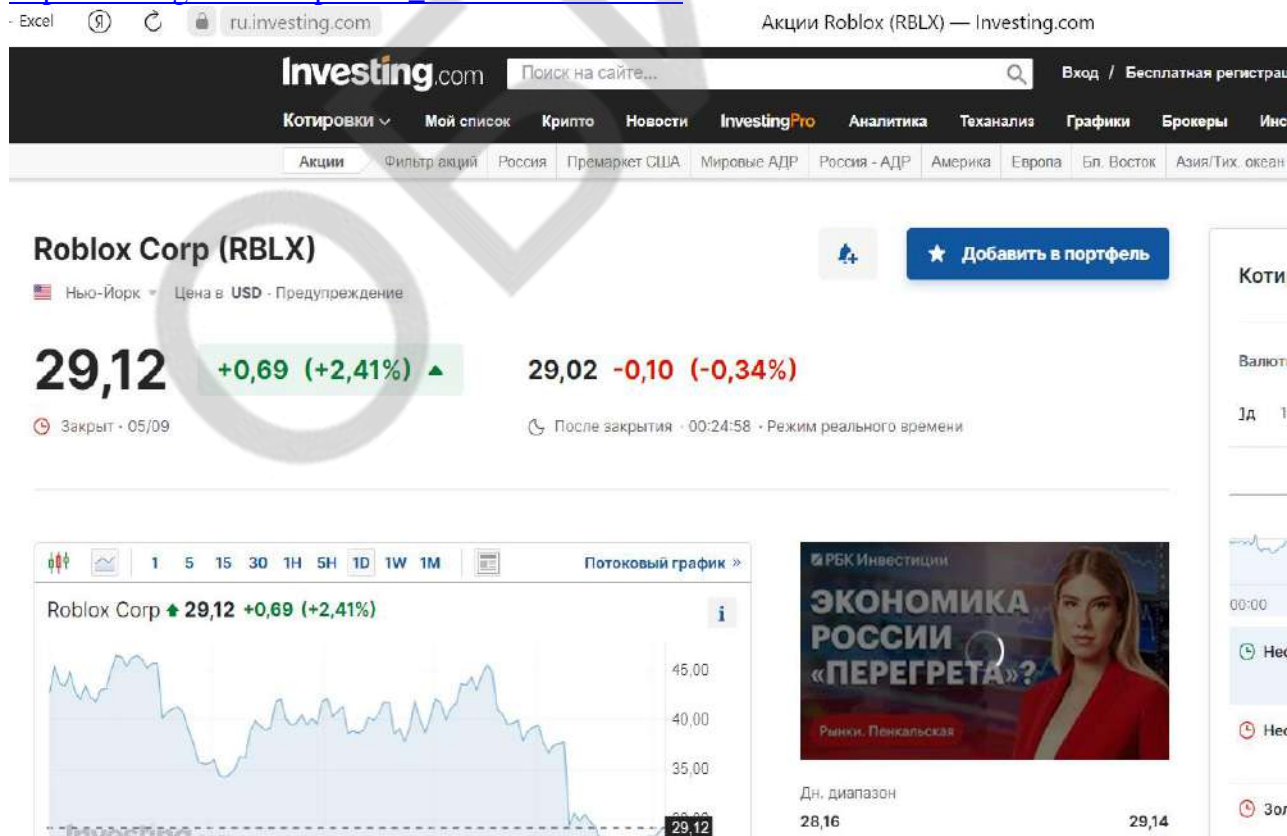 Excel
ru.investing.com
Акции Roblox (RBLX) — Investing.com
Investing.com
Поиск на сайте...
Вход / Бесплатная
Котировки Мой список Крипто Новости InvestingPro Аналитика Теханализ Графики Брокеры
Акции Фильтр акций Россия Премаркет США Мировые АДР Россия - АДР Америка Европа Бл. Восток Азия/Тих. океан
Roblox Corp (RBLX)
Добавить в портфель
Нью-Йорк Цена в USD · Предупреждение
29,12 +0,69 (+2,41%) 29,02 -0,10 (-0,34%)
Закрыт · 05/09
После закрытия · 00:24:58 · Режим реального времени
1д
1 5 15 30 1H 5H 1D 1W 1M
Потоковый график »
Roblox Corp 29,12 +0,69 (+2,41%)
i
45,00
40,00
35,00
29,12
Investing
РБК Инвестиции
ЭКОНОМИКА
РОССИИ
«ПЕРЕГРЕТА»?
Рынки. Пенкальская
Дн. диапазон
28,16 29,14
00:00